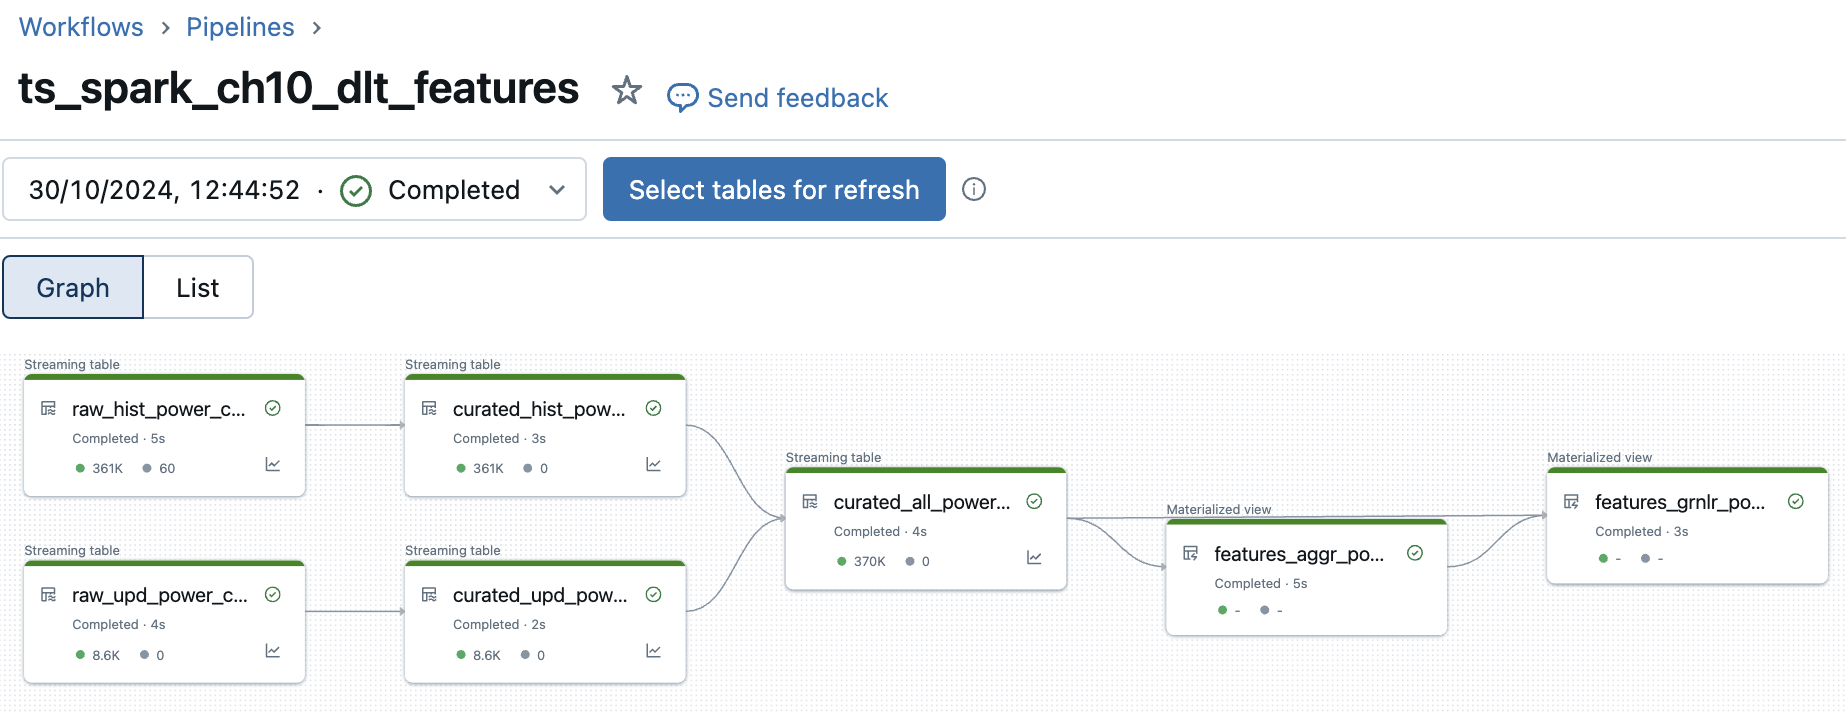 Workflows > Pipelines >
ts_spark_ch10_dlt_features
Send feedback
30/10/2024, 12:44:52 · Completed
Select tables for refresh
Graph
List
Streaming table
raw_hist_power_c...
Completed · 5s
361K
60
Streaming table
curated_hist_pow...
Completed · 3s
361K
0
Streaming table
raw_upd_power_c...
Completed · 4s
8.6K
0
Streaming table
curated_upd_pow...
Completed · 2s
8.6K
0
Streaming table
curated_all_power...
Completed · 4s
370K
0
Materialized view
features_aggr_po...
Completed · 5s
-
-
Materialized view
features_grnlr_po...
Completed · 3s
-
-